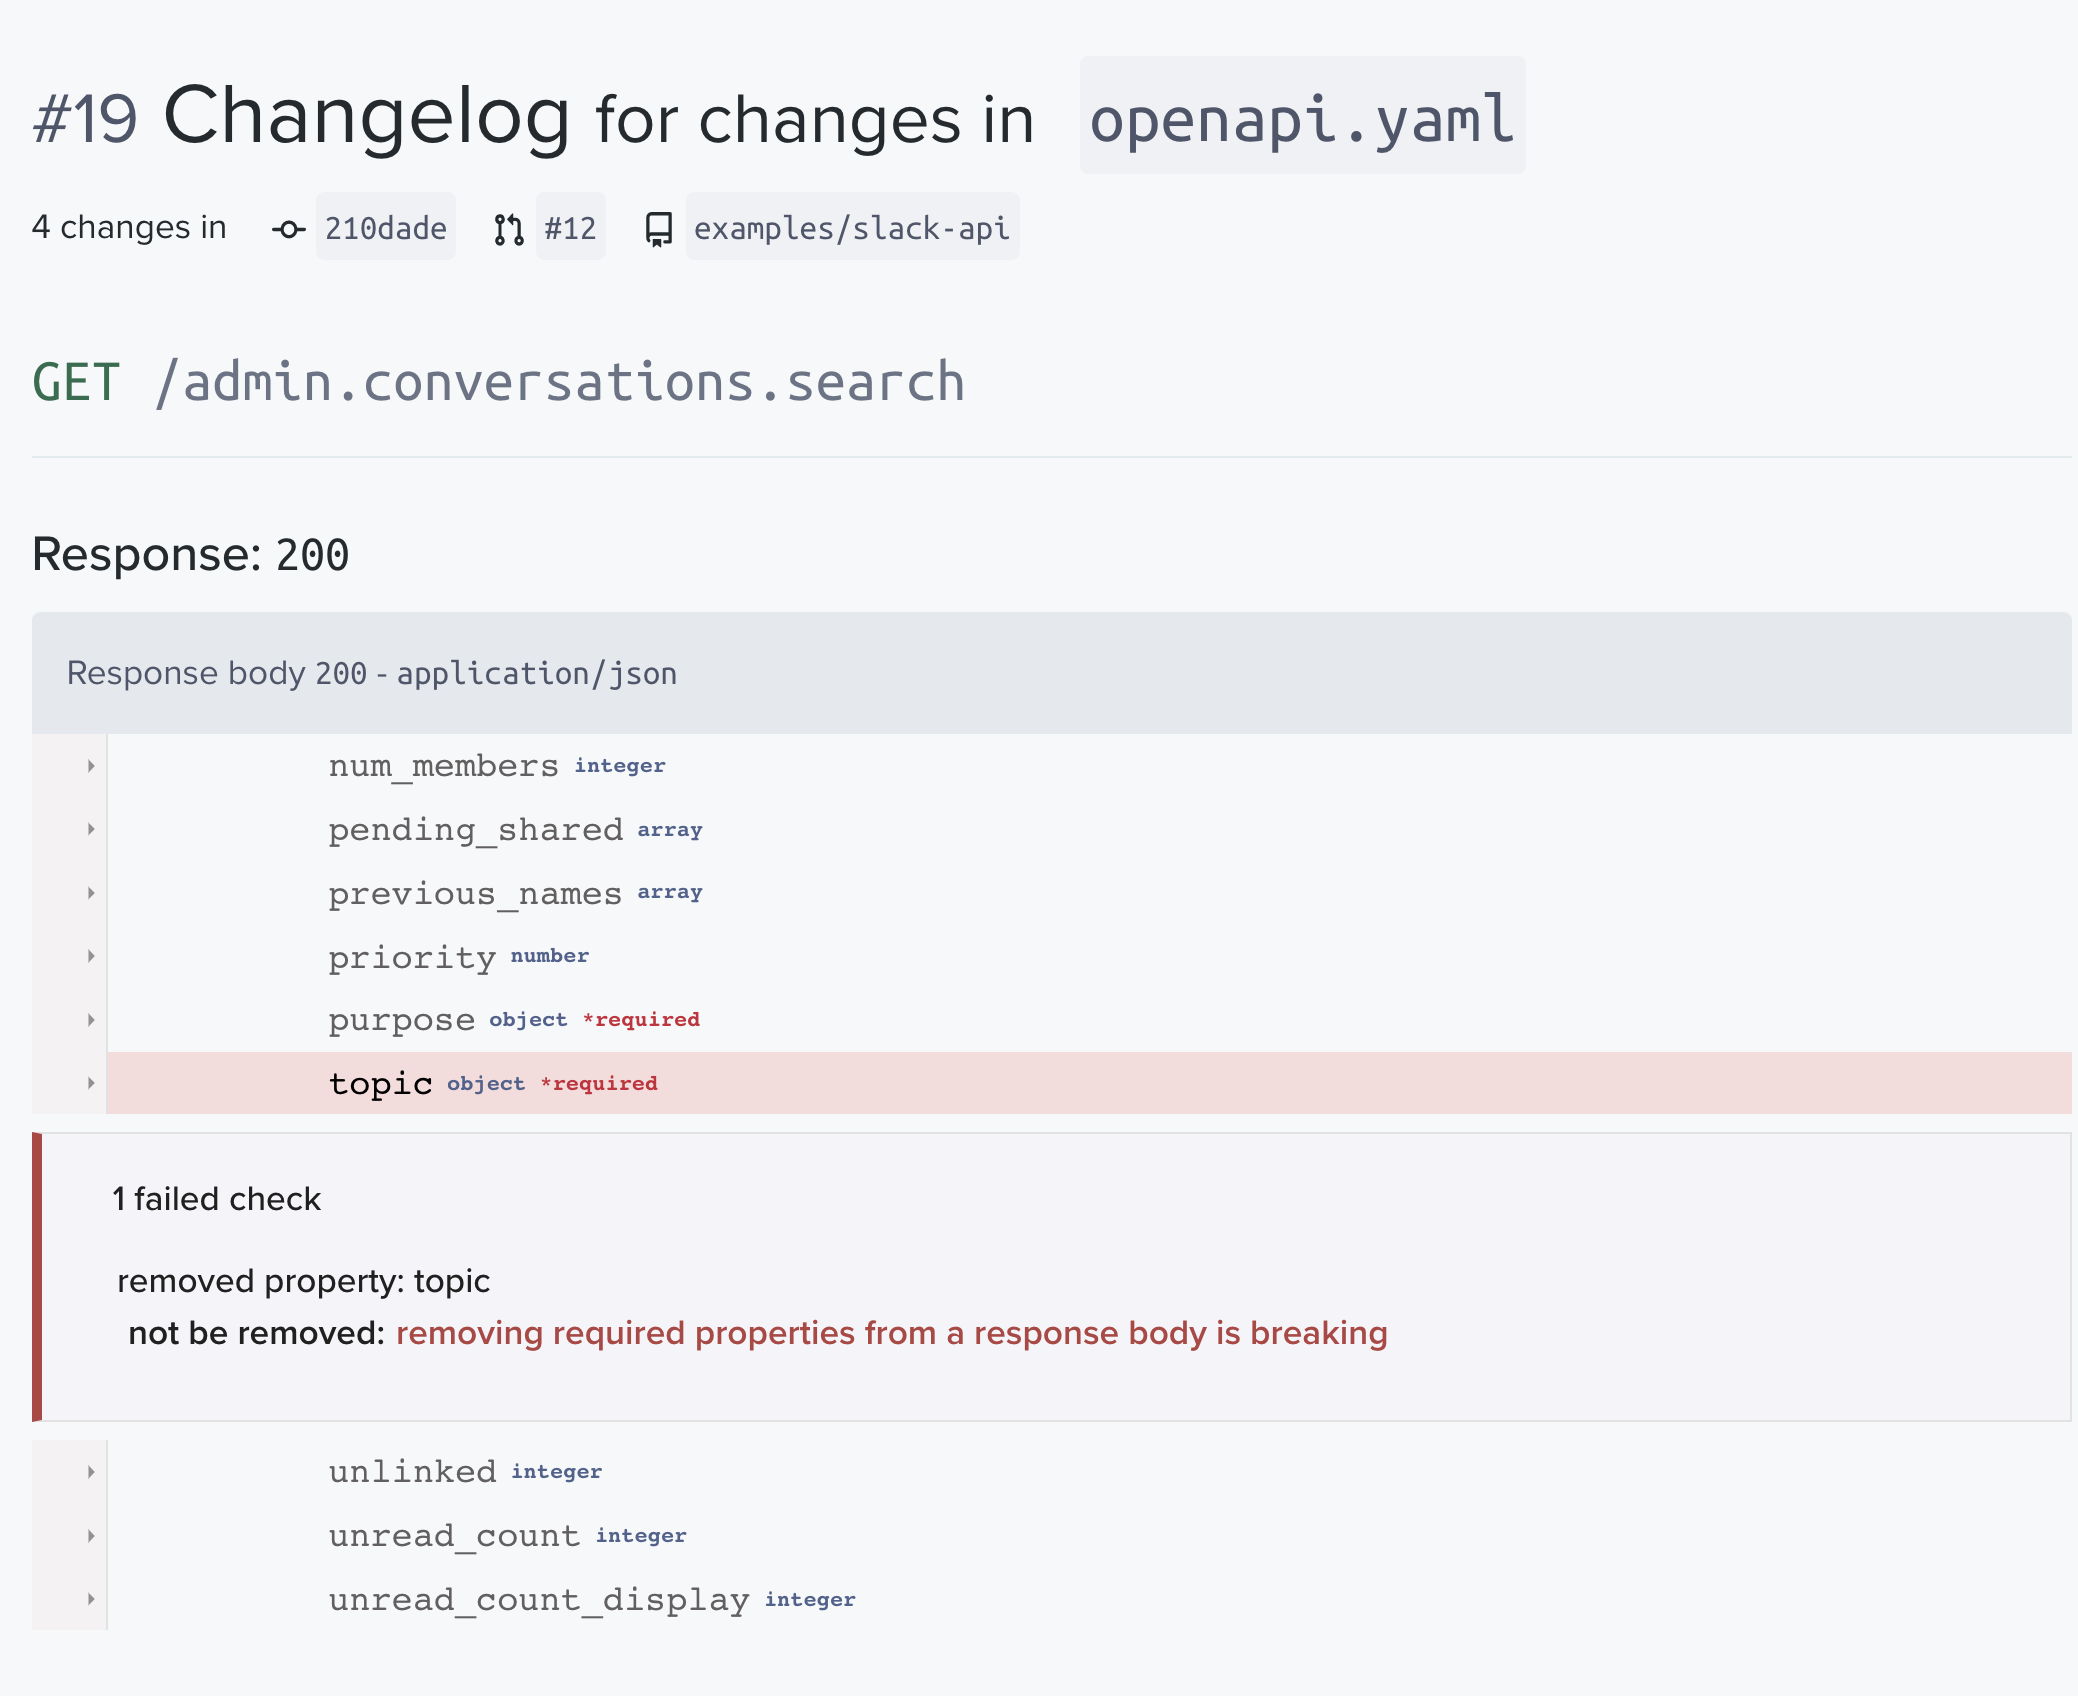 #19 Changelog for changes in openapi.yaml
4 changes in 210dade #12 examples/slack-api
GET /admin.conversations.search
Response: 200
Response body 200 - application/json
num_members integer
pending_shared array
previous_names array
priority number
purpose object *required
topic object *required
1 failed check
removed property: topic
not be removed: removing required properties from a response body is breaking
unlinked integer
unread_count integer
unread_count_display integer